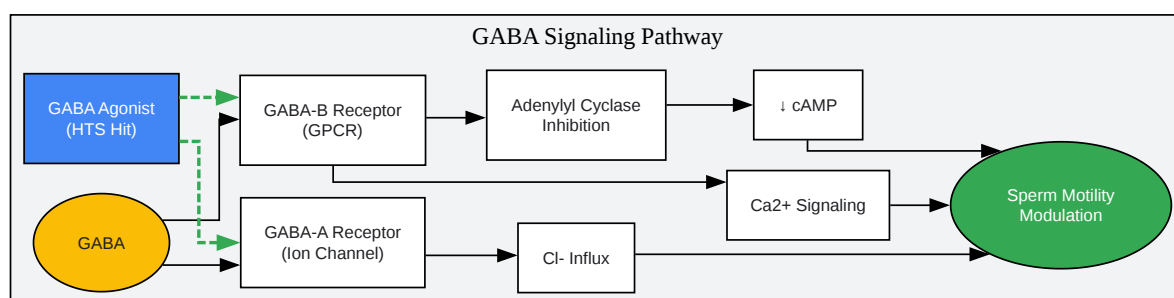 GABA Signaling Pathway
GABA Agonist
(HTS Hit)
GABA-B Receptor
(GPCR)
Adenylyl Cyclase
Inhibition
↓ cAMP
Ca2+ Signaling
Sperm Motility
Modulation
GABA
GABA-A Receptor
(Ion Channel)
Cl- Influx